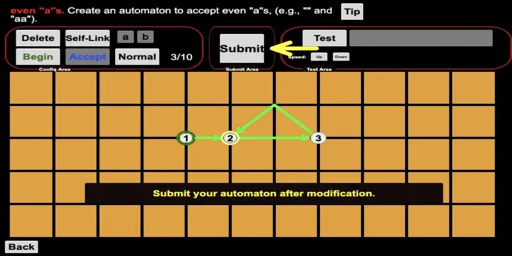 even "a"s. Create an automaton to accept even "a"s, (e.g., "" and
"aa").
Tip
Delete Self-Link a b
Begin Accept Normal 3/10
Submit
Test
Speed: Up Down
Config Area Submit Area Test Area
1 2 3
Submit your automaton after modification.
Back